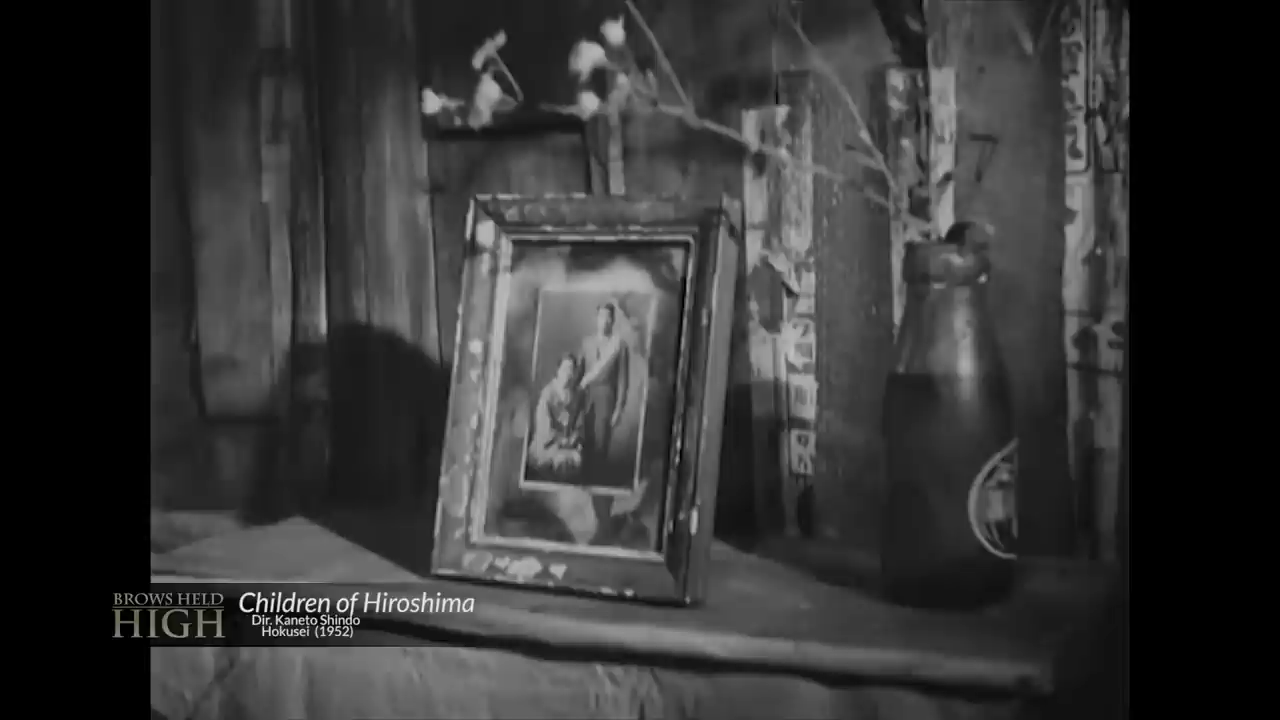 BROWS HELD
HIGH
Children of Hiroshima
Dir. Kaneto Shindo
Hokusei (1952)